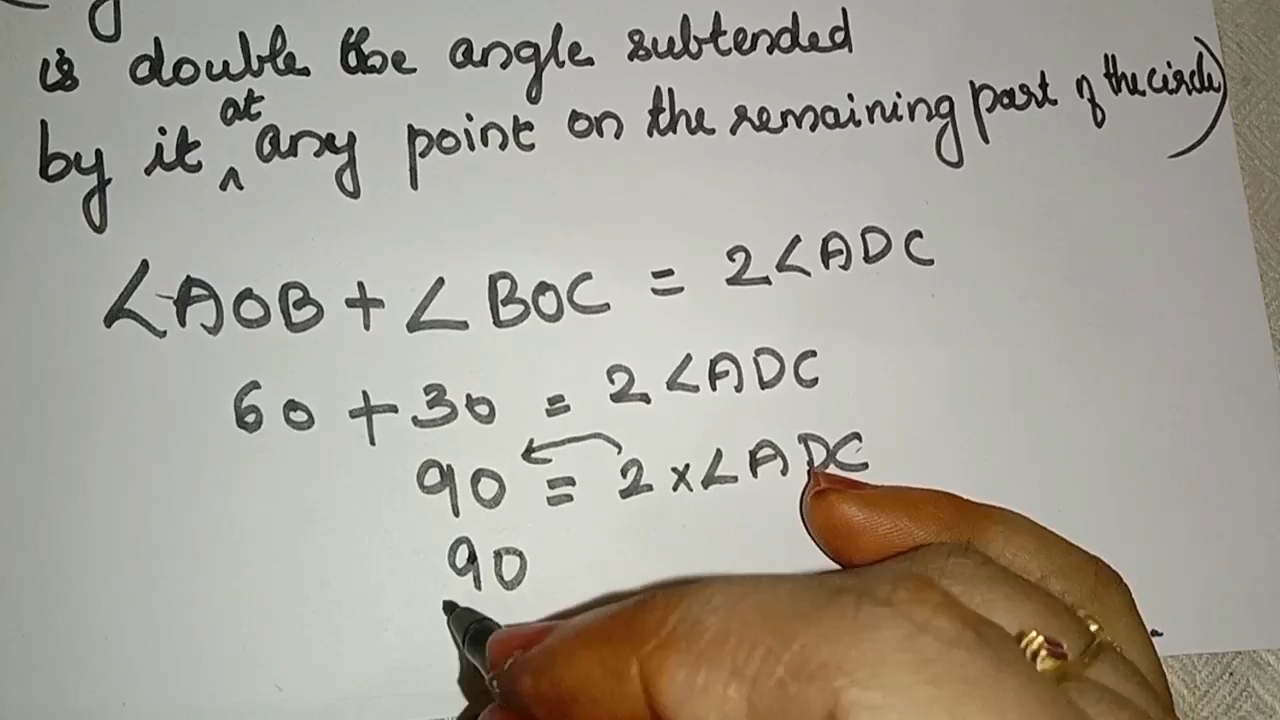 is double the angle subtended
by it at any point on the remaining part of the circle)
∠AOB + ∠BOC = 2∠ADC
60 + 30 = 2∠ADC
90 = 2×∠ADC
90